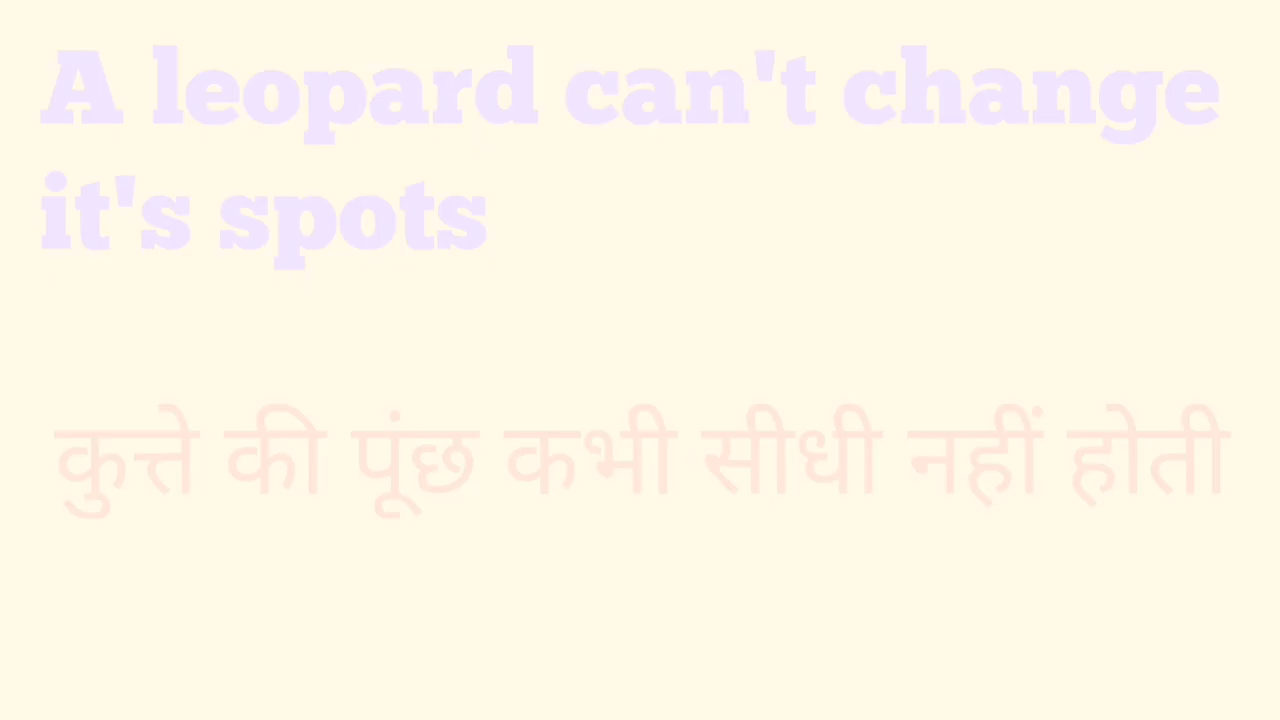 A leopard can't change
it's spots
कुत्ते की पूंछ कभी सीधी नहीं होती